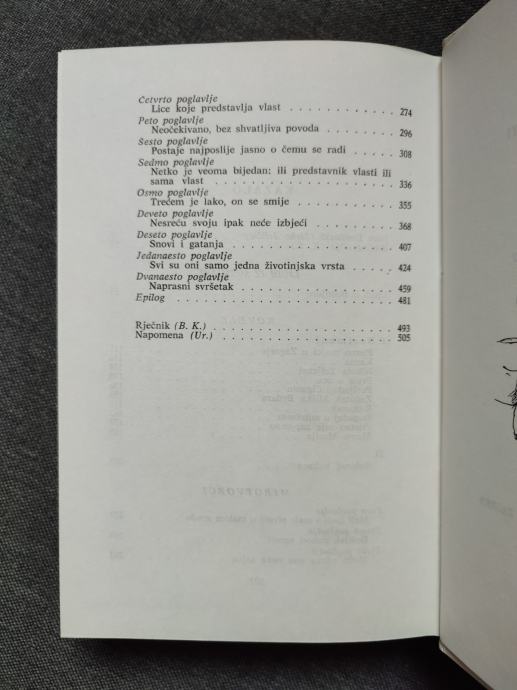 Četvrto poglavlje
Lice koje predstavlja vlast . . . . . . . . . . . . 274
Peto poglavlje
Neočekivano, bez shvatljiva povoda . . . . . . . . 296
Šesto poglavlje
Postaje najposlije jasno o čemu se radi . . . . . 308
Sedmo poglavlje
Netko je veoma bijedan: ili predstavnik vlasti ili
sama vlast . . . . . . . . . . . . . . . . . 336
Osmo poglavlje
Trećem je lako, on se smije . . . . . . . . . . . 355
Deveto poglavlje
Nesreću svoju ipak neće izbjeći . . . . . . . . . 368
Deseto poglavlje
Snovi i gatanja . . . . . . . . . . . . . . . . 407
Jedanaesto poglavlje
Svi su oni samo jedna životinjska vrsta . . . . . 424
Dvanaesto poglavlje
Naprasni svršetak . . . . . . . . . . . . . . . 459
Epilog . . . . . . . . . . . . . . . . . . . . 481
Rječnik (B. K.) . . . . . . . . . . . . . . . . . 493
Napomena (Ur.) . . . . . . . . . . . . . . . . . 505